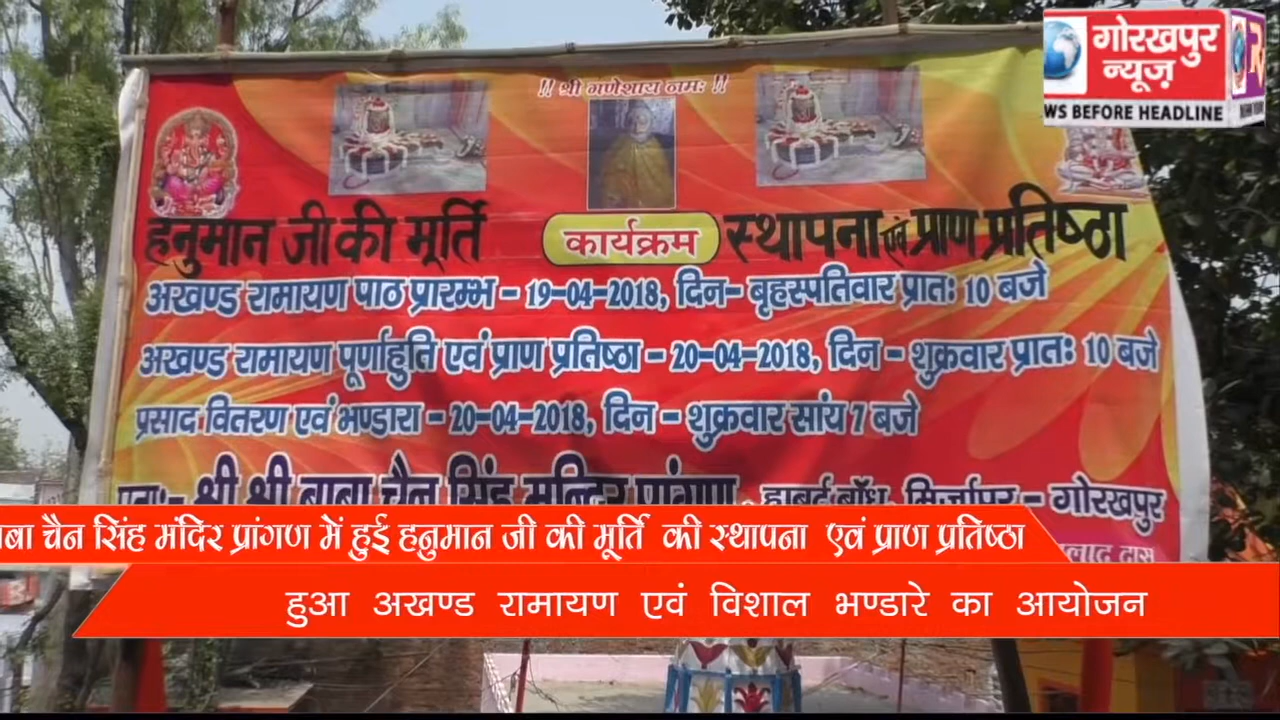 गोरखपुर
न्यूज़
WS BEFORE HEADLINE
!! श्री गणेशाय नमः !!
हनुमान जी की मूर्ति कार्यक्रम स्थापना एवं प्राण प्रतिष्ठा
अखण्ड रामायण पाठ प्रारम्भ - 19-04-2018, दिन- बृहस्पतिवार प्रातः 10 बजे
अखण्ड रामायण पूर्णाहुति एवं प्राण प्रतिष्ठा - 20-04-2018, दिन - शुक्रवार प्रातः 10 बजे
प्रसाद वितरण एवं भण्डारा - 20-04-2018, दिन - शुक्रवार सांय 7 बजे
श्री श्री बाबा चैन सिंह मन्दिर प्रांगण - हाबर्ट बाँध, मिर्जापुर - गोरखपुर
चैन सिंह मंदिर प्रांगण में हुई हनुमान जी की मूर्ति की स्थापना एवं प्राण प्रतिष्ठा
हुआ अखण्ड रामायण एवं विशाल भण्डारे का आयोजन